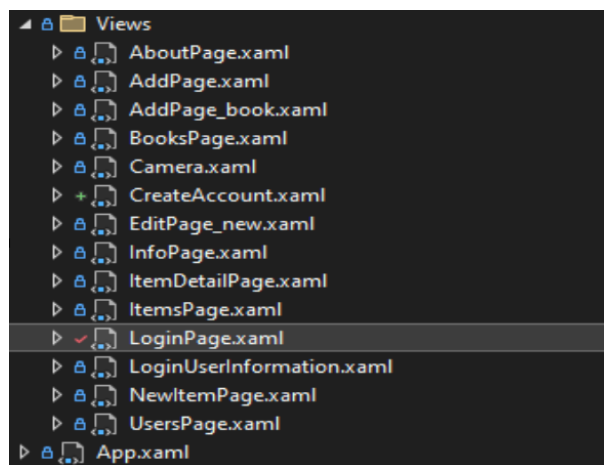 Views
AboutPage.xaml
AddPage.xaml
AddPage_book.xaml
BooksPage.xaml
Camera.xaml
CreateAccount.xaml
EditPage_new.xaml
InfoPage.xaml
ItemDetailPage.xaml
ItemsPage.xaml
LoginPage.xaml
LoginUserInformation.xaml
NewItemPage.xaml
UsersPage.xaml
App.xaml